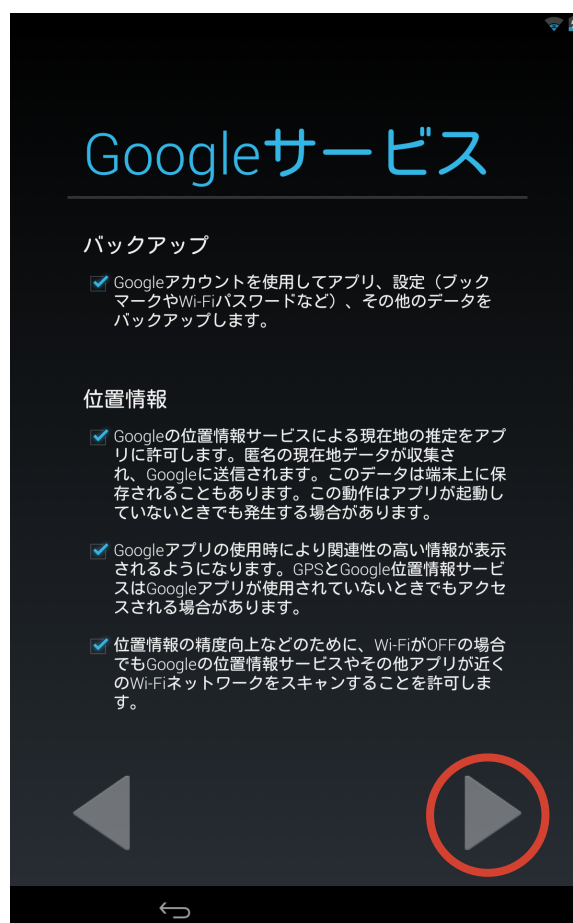 Googleサービス
バックアップ
Googleアカウントを使用してアプリ、設定（ブック
マークやWi-Fiパスワードなど）、その他のデータを
バックアップします。
位置情報
Googleの位置情報サービスによる現在地の推定をアプ
リに許可します。匿名の現在地データが収集さ
れ、Googleに送信されます。このデータは端末上に保
存されることもあります。この動作はアプリが起動し
ていないときでも発生する場合があります。
Googleアプリの使用時により関連性の高い情報が表示
されるようになります。GPSとGoogle位置情報サービ
スはGoogleアプリが使用されていないときでもアクセ
スされる場合があります。
位置情報の精度向上などのために、Wi-FiがOFFの場合
でもGoogleの位置情報サービスやその他アプリが近く
のWi-Fiネットワークをスキャンすることを許可しま
す。